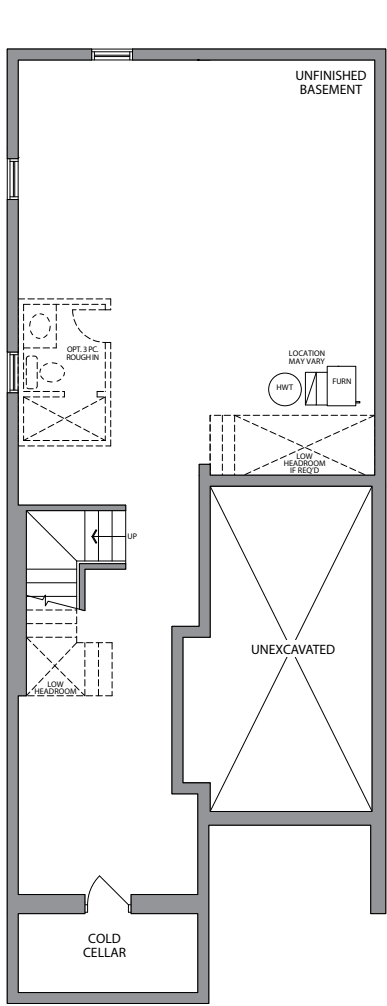 UNFINISHED
BASEMENT
OPT. 3 PC.
ROUGH IN
LOCATION
MAY VARY
HWT
FURN
LOW
HEADROOM
IF REQ'D
UP
UNEXCAVATED
LOW
HEADROOM
COLD
CELLAR